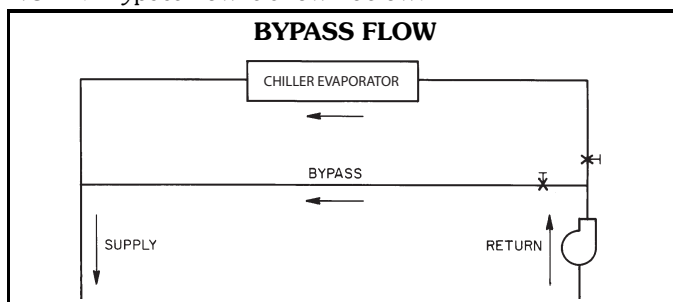 BYPASS FLOW
CHILLER EVAPORATOR
BYPASS
SUPPLY
RETURN